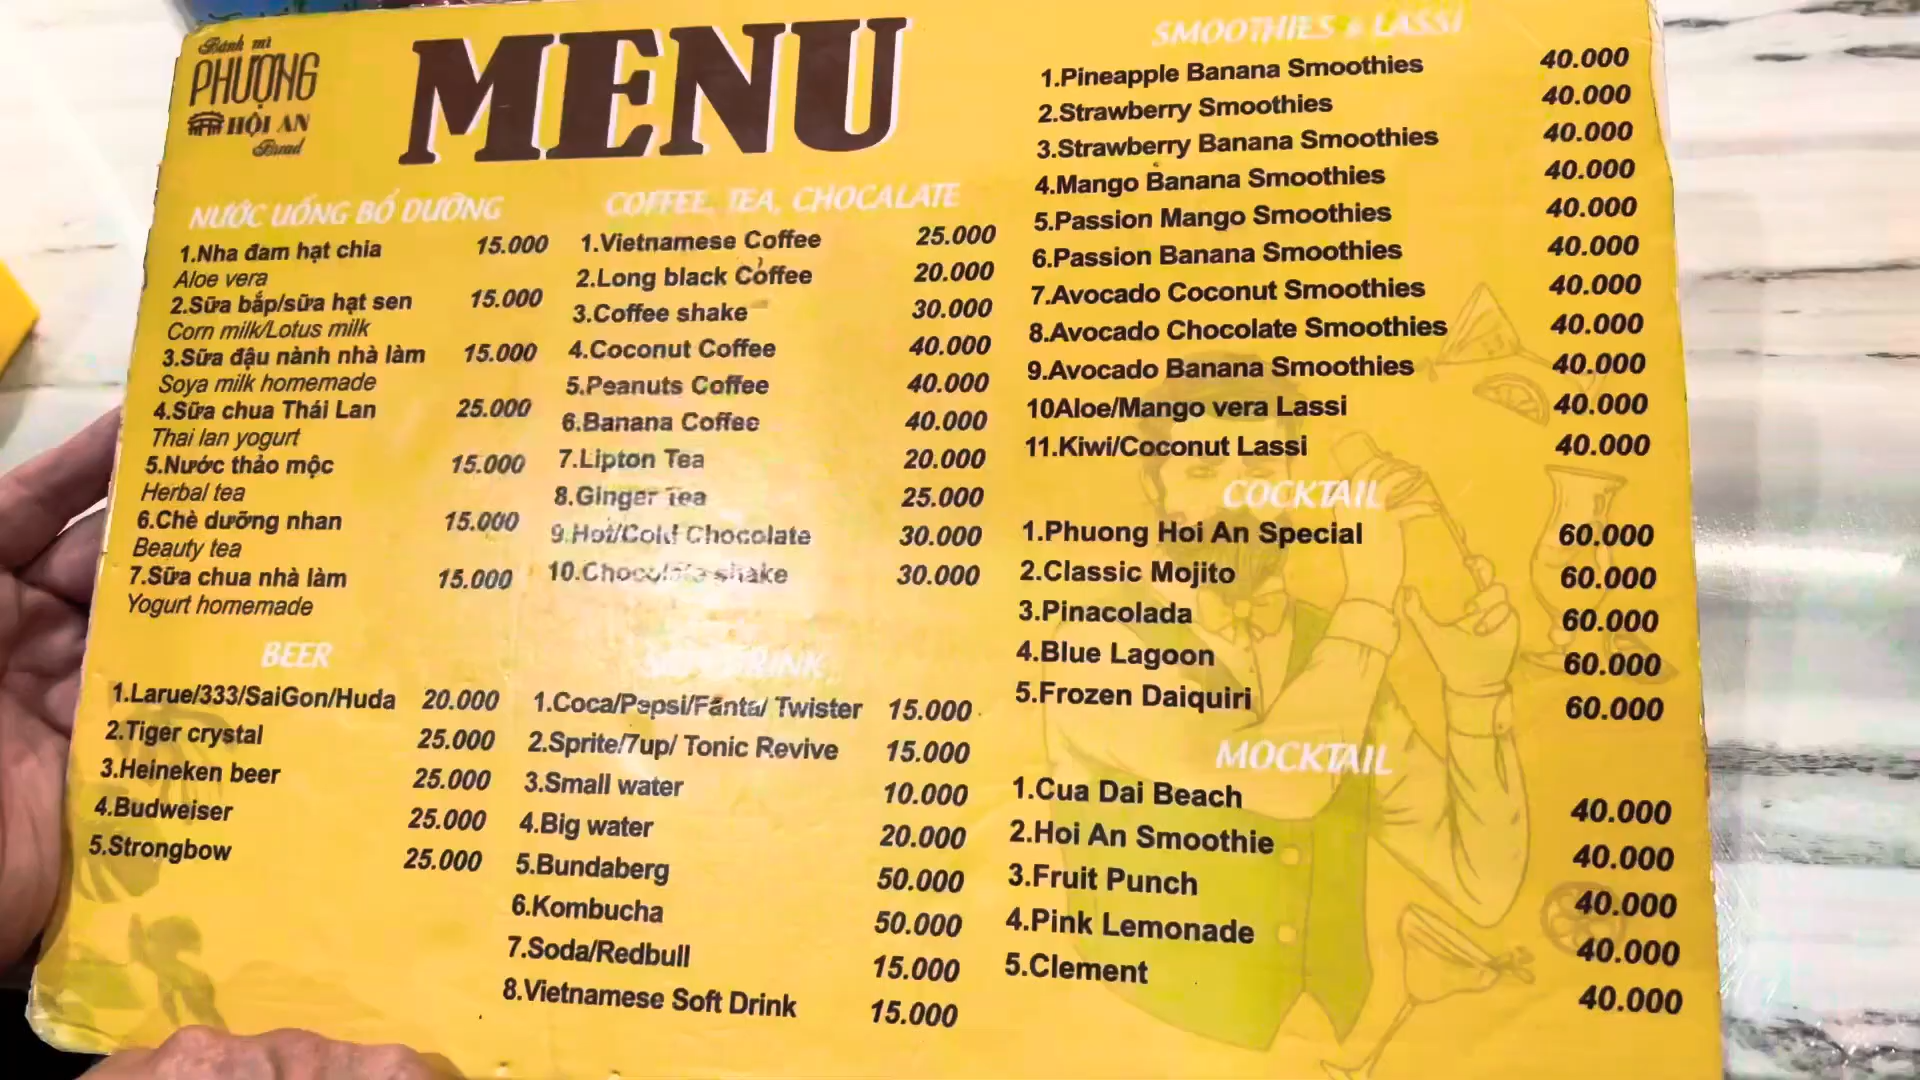 Bánh mì
PHƯỢNG
HỘI AN
Bread
MENU
NƯỚC UỐNG BỔ DƯỠNG
1.Nha đam hạt chia 15.000
Aloe vera
2.Sữa bắp/sữa hạt sen 15.000
Corn milk/Lotus milk
3.Sữa đậu nành nhà làm 15.000
Soya milk homemade
4.Sữa chua Thái Lan 25.000
Thai lan yogurt
5.Nước thảo mộc 15.000
Herbal tea
6.Chè dưỡng nhan 15.000
Beauty tea
7.Sữa chua nhà làm 15.000
Yogurt homemade
BEER
1.Larue/333/SaiGon/Huda 20.000
2.Tiger crystal 25.000
3.Heineken beer 25.000
4.Budweiser 25.000
5.Strongbow 25.000
COFFEE, TEA, CHOCALATE
1.Vietnamese Coffee 25.000
2.Long black Coffee 20.000
3.Coffee shake 30.000
4.Coconut Coffee 40.000
5.Peanuts Coffee 40.000
6.Banana Coffee 40.000
7.Lipton Tea 20.000
8.Ginger Tea 25.000
9.Hot/Cold Chocolate 30.000
10.Chocolate shake 30.000
DRINK
1.Coca/Pepsi/Fanta/ Twister 15.000
2.Sprite/7up/ Tonic Revive 15.000
3.Small water 10.000
4.Big water 20.000
5.Bundaberg 50.000
6.Kombucha 50.000
7.Soda/Redbull 15.000
8.Vietnamese Soft Drink 15.000
SMOOTHIES & LASSI
1.Pineapple Banana Smoothies 40.000
2.Strawberry Smoothies 40.000
3.Strawberry Banana Smoothies 40.000
4.Mango Banana Smoothies 40.000
5.Passion Mango Smoothies 40.000
6.Passion Banana Smoothies 40.000
7.Avocado Coconut Smoothies 40.000
8.Avocado Chocolate Smoothies 40.000
9.Avocado Banana Smoothies 40.000
10Aloe/Mango vera Lassi 40.000
11.Kiwi/Coconut Lassi 40.000
COCKTAIL
1.Phuong Hoi An Special 60.000
2.Classic Mojito 60.000
3.Pinacolada 60.000
4.Blue Lagoon 60.000
5.Frozen Daiquiri 60.000
MOCKTAIL
1.Cua Dai Beach 40.000
2.Hoi An Smoothie 40.000
3.Fruit Punch 40.000
4.Pink Lemonade 40.000
5.Clement 40.000